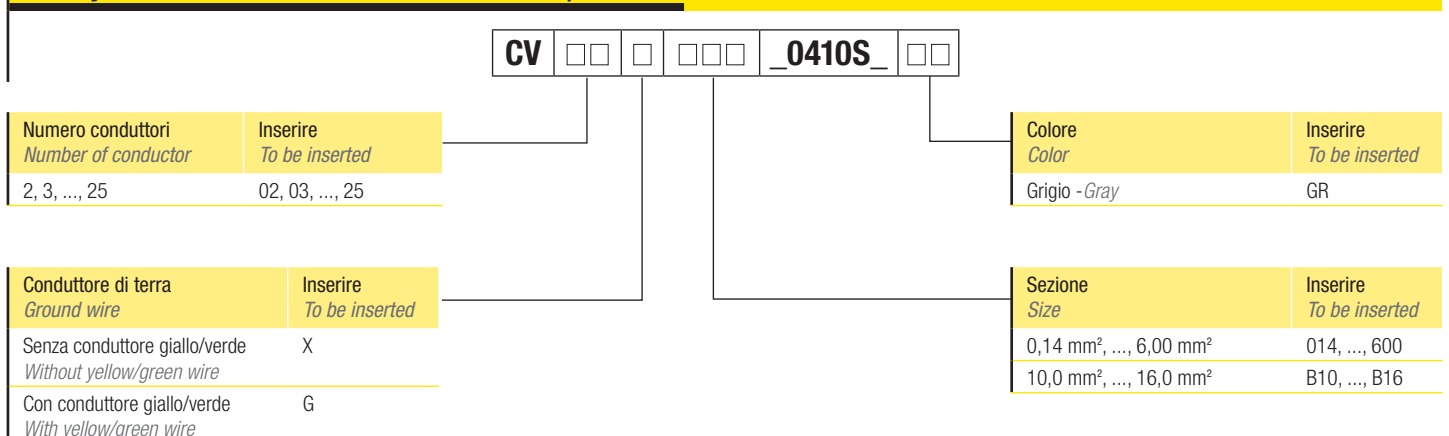 CV □□ □ □□□ _0410S_ □□
Numero conduttori Inserire
Number of conductor To be inserted
2, 3, ..., 25 02, 03, ..., 25
Colore Inserire
Color To be inserted
Grigio - Gray GR
Conduttore di terra Inserire
Ground wire To be inserted
Senza conduttore giallo/verde X
Without yellow/green wire
Con conduttore giallo/verde G
With yellow/green wire
Sezione Inserire
Size To be inserted
0,14 mm², ..., 6,00 mm² 014, ..., 600
10,0 mm², ..., 16,0 mm² B10, ..., B16